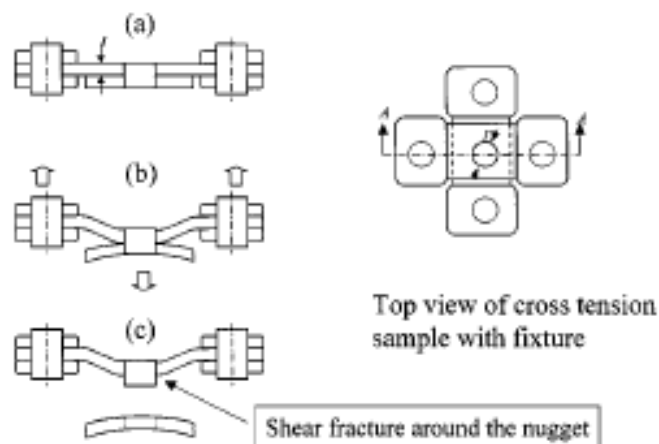 (a)
(b)
(c)
A
A
D
Top view of cross tension
sample with fixture
Shear fracture around the nugget